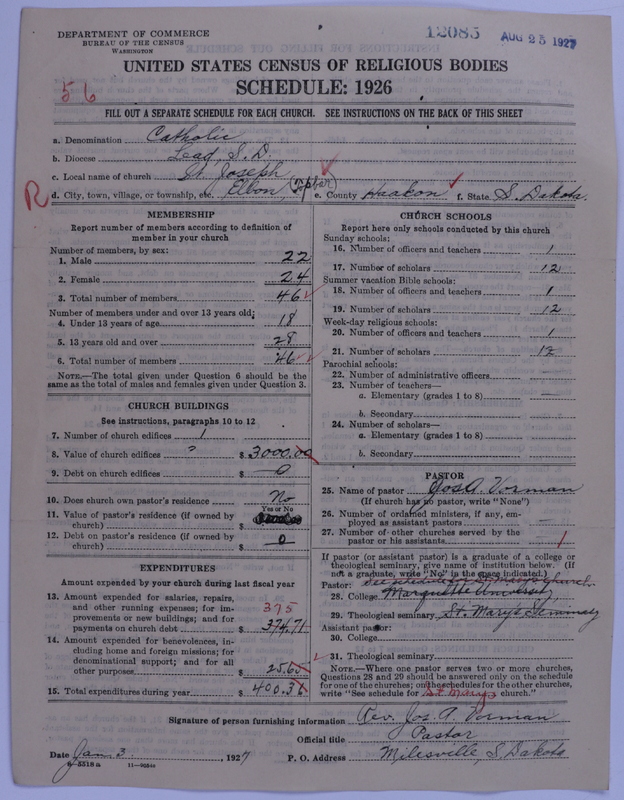 DEPARTMENT OF COMMERCE
BUREAU OF THE CENSUS
WASHINGTON
12085 AUG 25 1927
UNITED STATES CENSUS OF RELIGIOUS BODIES
SCHEDULE: 1926
56
FILL OUT A SEPARATE SCHEDULE FOR EACH CHURCH. SEE INSTRUCTIONS ON THE BACK OF THIS SHEET
a. Denomination Catholic
b. Diocese Lead, S.D.
c. Local name of church St. Joseph
R
d. City, town, village, or township, etc. Elbon, e. County Haakon f. State S. Dakota.
MEMBERSHIP
Report number of members according to definition of
member in your church
Number of members, by sex:
1. Male 22
2. Female 24
3. Total number of members 46
Number of members under and over 13 years old:
4. Under 13 years of age 18
5. 13 years old and over 28
6. Total number of members 46
NOTE.—The total given under Question 6 should be
same as the total of males and females given under Question 3.
CHURCH BUILDINGS
See instructions, paragraphs 10 to 12
7. Number of church edifices 1
8. Value of church edifices $ 3000.00
9. Debt on church edifices $ 0
10. Does church own pastor's residence No
Yes or No
11. Value of pastor's residence (if owned by
church) $
12. Debt on pastor's residence (if owned by
church) $ 0
EXPENDITURES
Amount expended by your church during last fiscal year
13. Amount expended for salaries, repairs,
and other running expenses; for im-
provements or new buildings; and for
payments on church debt $ 375
374.71
14. Amount expended for benevolences, in-
cluding home and foreign missions; for
denominational support; and for all
other purposes $ 25.60
15. Total expenditures during year $ 400.31
CHURCH SCHOOLS
Report here only schools conducted by this church
Sunday schools:
16. Number of officers and teachers 1
17. Number of scholars 12
Summer vacation Bible schools:
18. Number of officers and teachers 1
19. Number of scholars 12
Week-day religious schools:
20. Number of officers and teachers 1
21. Number of scholars 12
Parochial schools:
22. Number of administrative officers —
23. Number of teachers—
a. Elementary (grades 1 to 8) —
b. Secondary
24. Number of scholars—
a. Elementary (grades 1 to 8)
b. Secondary
PASTOR
25. Name of pastor Jos. A. Vorman
(If church has no pastor, write "None")
26. Number of ordained ministers, if any, em-
ployed as assistant pastors —
27. Number of other churches served by the
pastor or his assistants 1
If pastor (or assistant pastor) is a graduate of a college or
theological seminary, give name of institution below. (If
not a graduate, write "No" in the space indicated.)
Pastor: See schedule for St. Mary's church.
28. College Marquette University
29. Theological seminary St. Mary's Seminary
Assistant pastor:
30. College
31. Theological seminary
NOTE.—Where one pastor serves two or more churches,
Questions 28 and 29 should be answered only on the schedule
for one of the churches; on the schedules for the other churches,
write "See schedule for St Marys church."
Signature of person furnishing information Rev. Jos. A. Vorman
Official title Pastor
Date Jan. 3, 1927 P. O. Address Milesville, S. Dakota
6-5518 a 11-9034